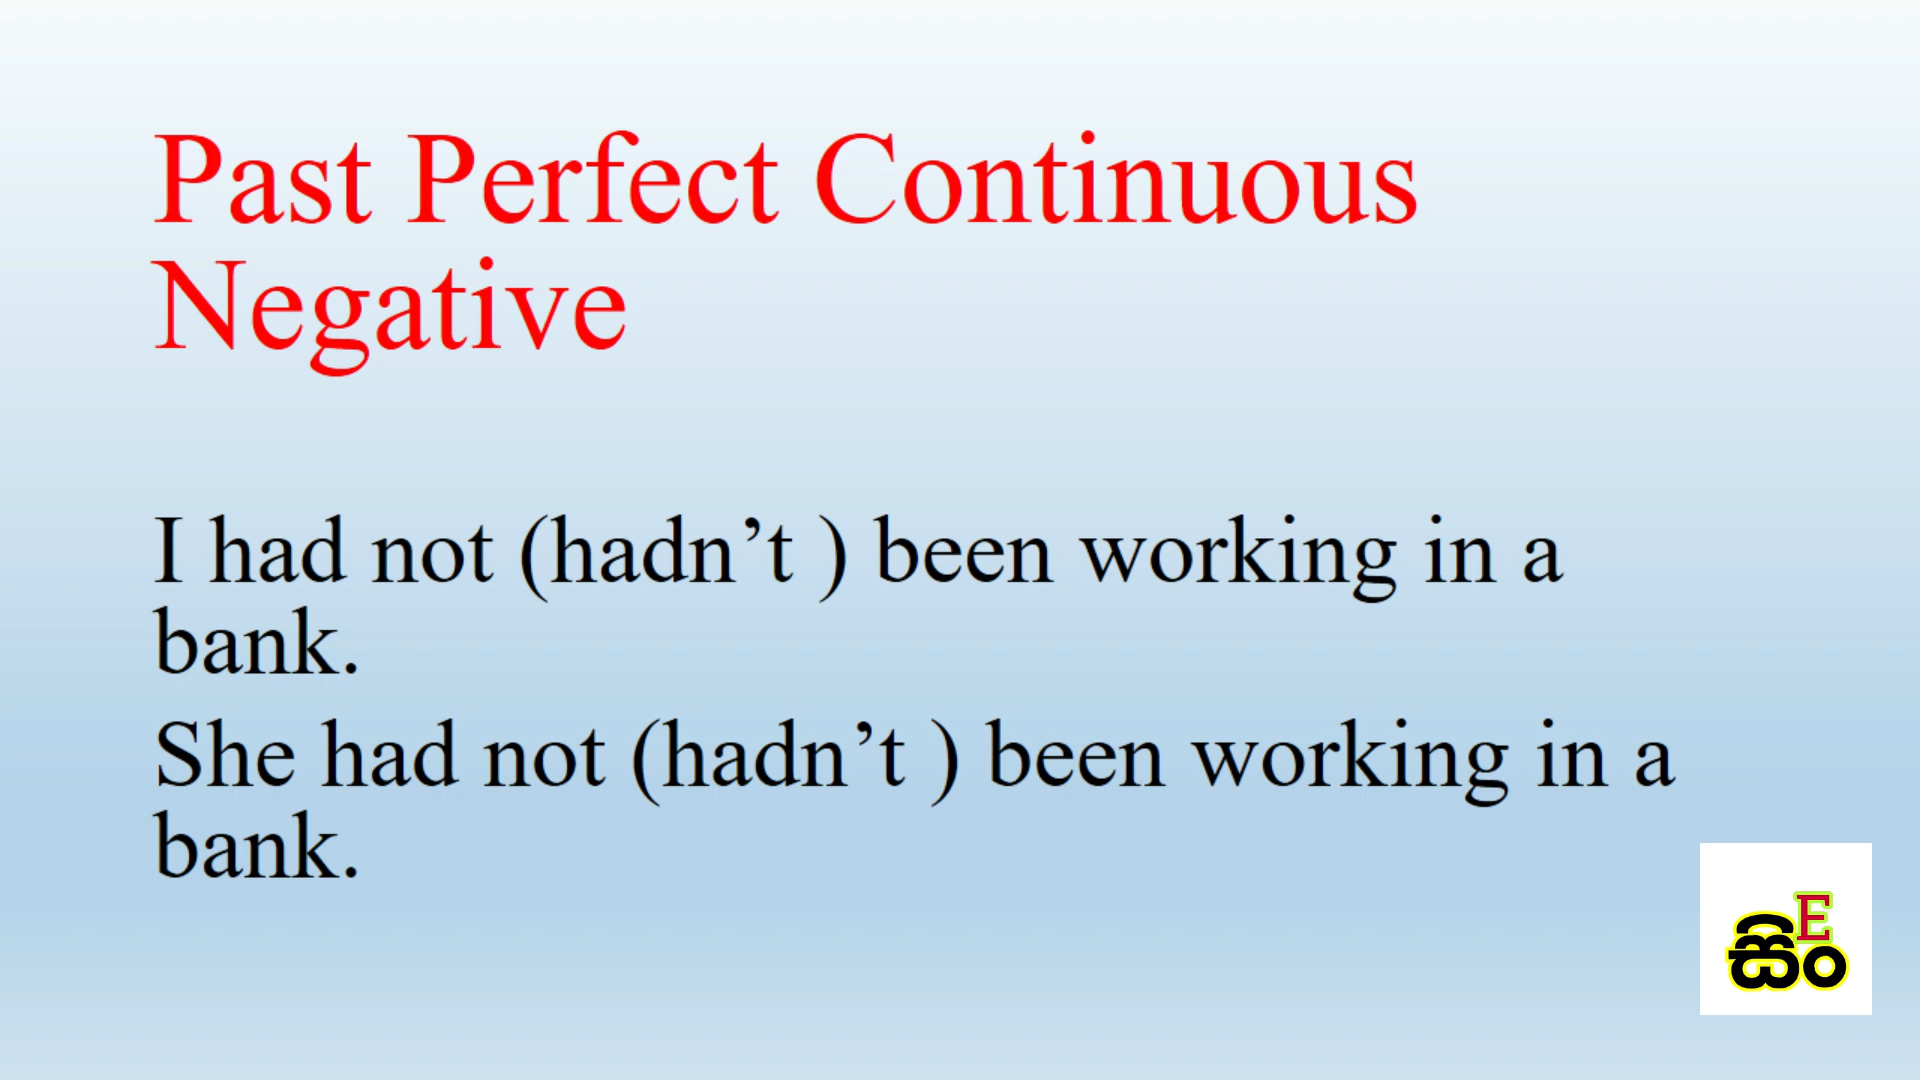 Past Perfect Continuous
Negative
I had not (hadn’t ) been working in a
bank.
She had not (hadn’t ) been working in a
bank.
E
සිං